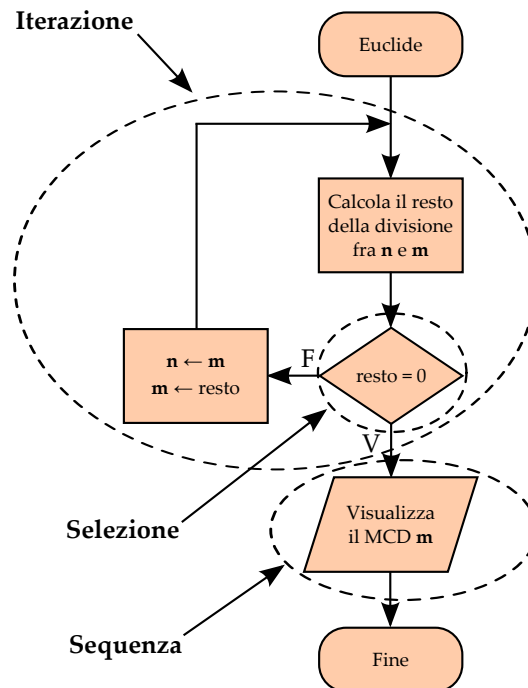 Iterazione
Euclide
Calcola il resto
della divisione
fra n e m
n ← m
m ← resto
F
resto = 0
V
Selezione
Visualizza
il MCD m
Sequenza
Fine